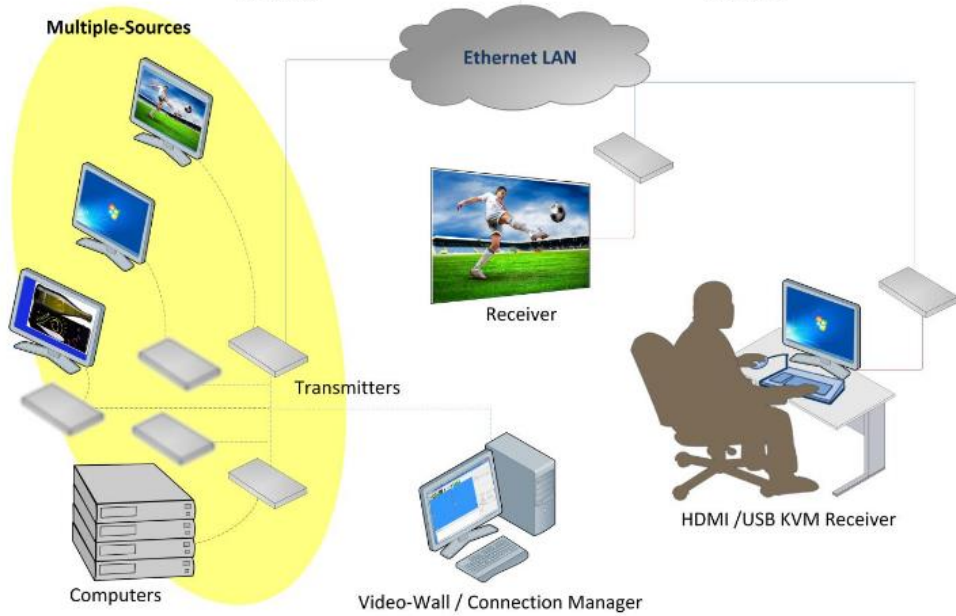 Multiple-Sources
Ethernet LAN
Receiver
Transmitters
HDMI /USB KVM Receiver
Computers
Video-Wall / Connection Manager